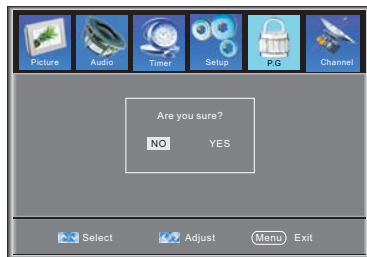 Picture Audio Timer Setup P.G Channel
Are you sure?
NO YES
Select Adjust Menu Exit